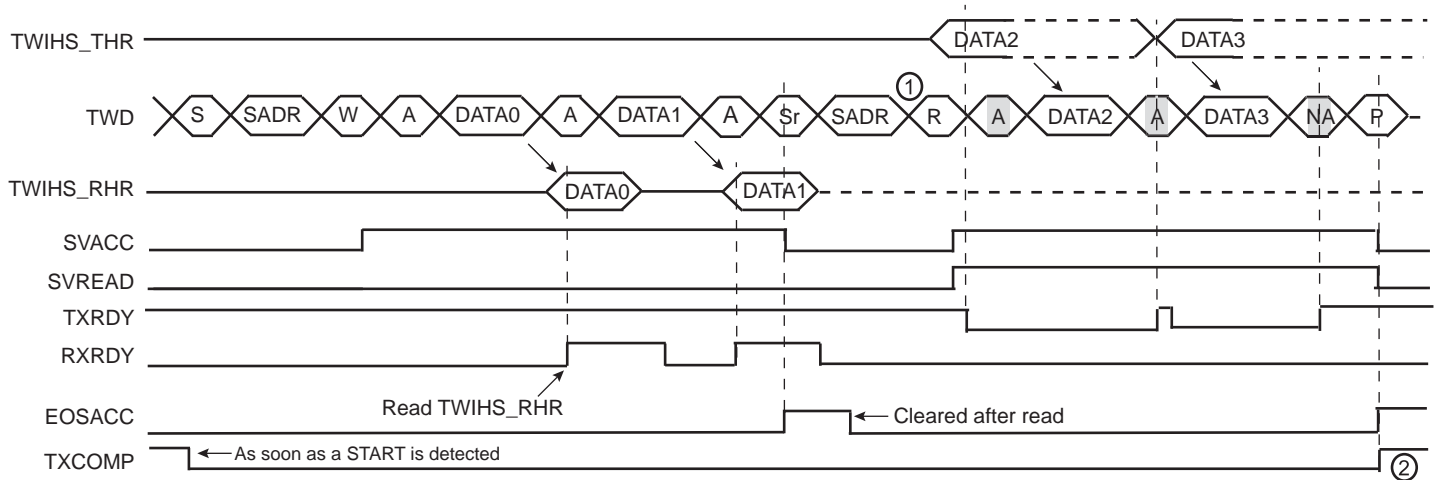 TWIHS_THR DATA2 DATA3
①
TWD S SADR W A DATA0 A DATA1 A Sr SADR R A DATA2 A DATA3 NA P
TWIHS_RHR DATA0 DATA1
SVACC
SVREAD
TXRDY
RXRDY
Read TWIHS_RHR
EOSACC Cleared after read
TXCOMP As soon as a START is detected ②